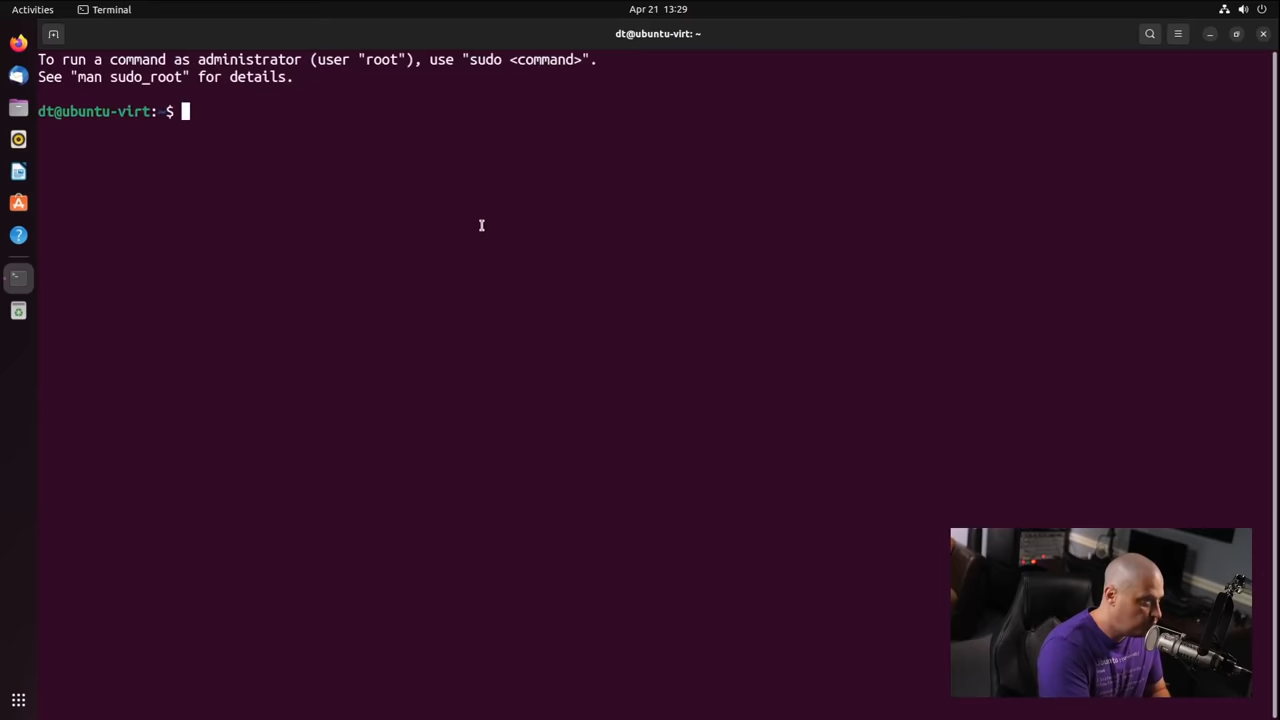 Activities
Terminal
Apr 21 13:29
dt@ubuntu-virt: ~
To run a command as administrator (user "root"), use "sudo <command>".
See "man sudo_root" for details.
dt@ubuntu-virt:~$
ubuntu